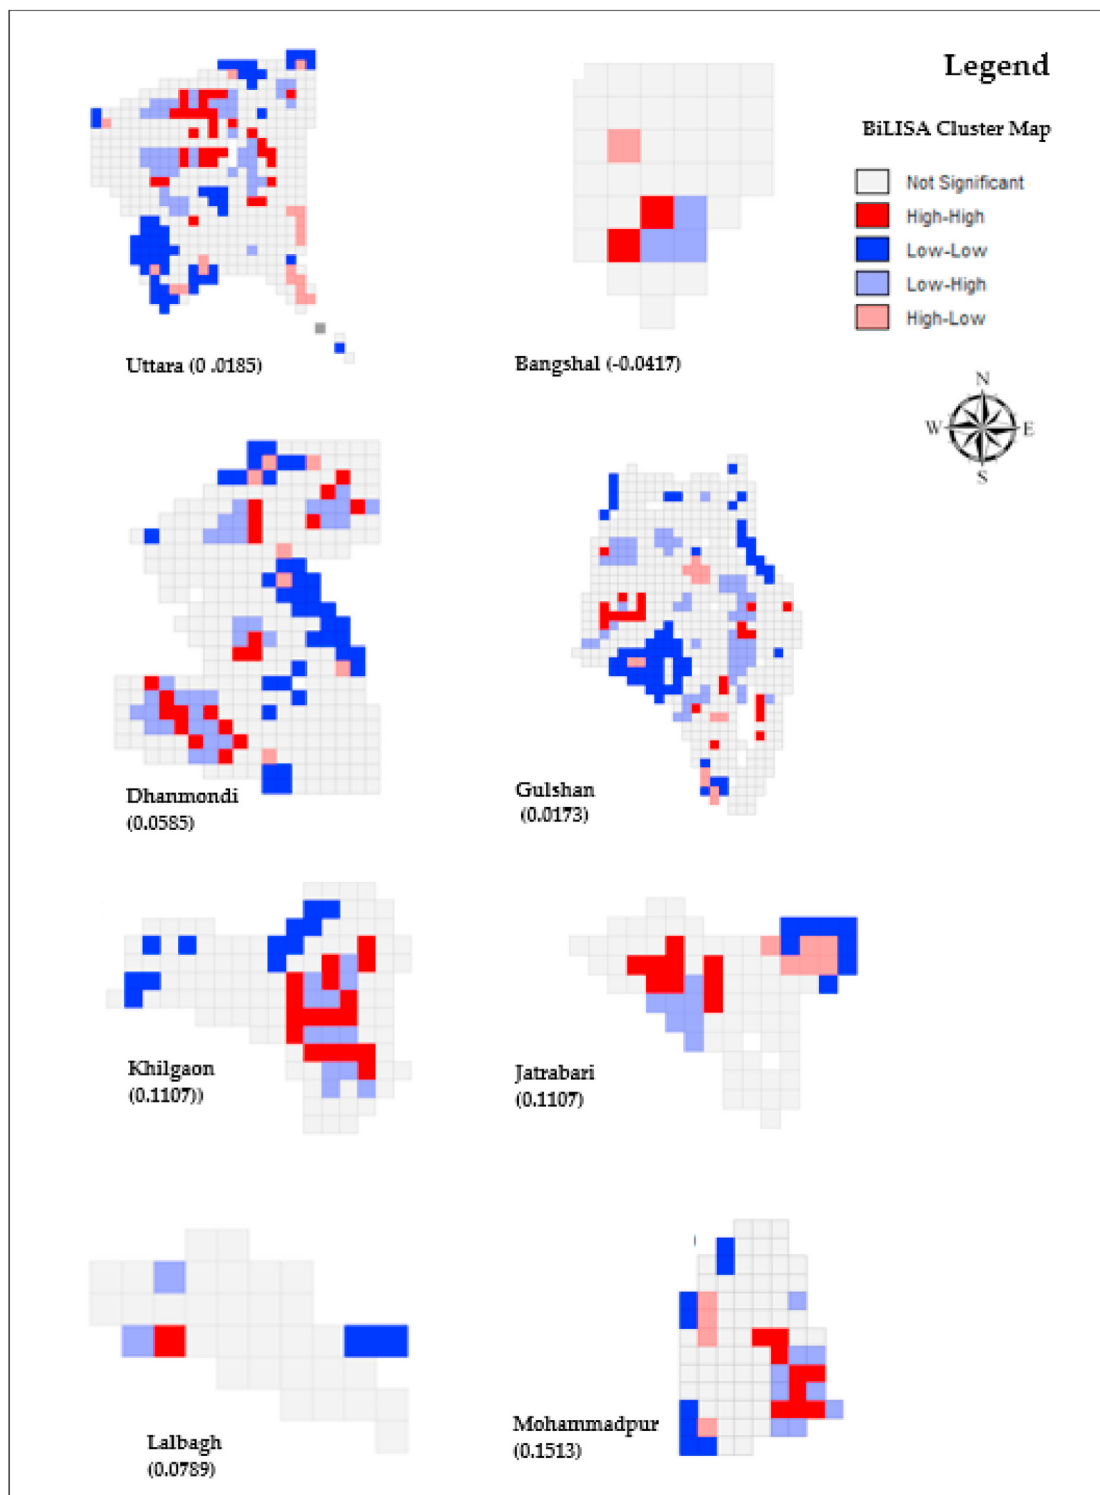 Legend
BiLISA Cluster Map
Not Significant
High-High
Low-Low
Low-High
High-Low
N
W E
S
Uttara (0 .0185)
Bangshal (-0.0417)
Dhanmondi
(0.0585)
Gulshan
(0.0173)
Khilgaon
(0.1107))
Jatrabari
(0.1107)
Lalbagh
(0.0789)
Mohammadpur
(0.1513)